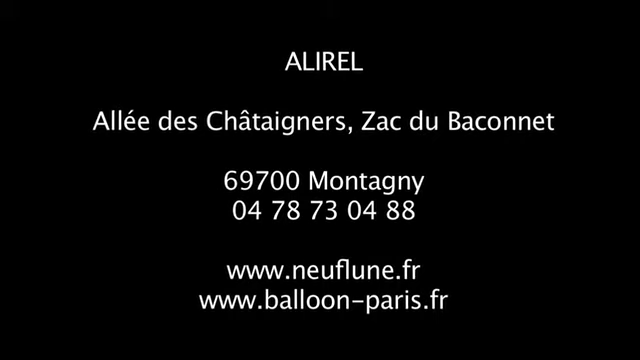 ALIREL
Allée des Châtaigners, Zac du Baconnet
69700 Montagny
04 78 73 04 88
www.neuflune.fr
www.balloon-paris.fr